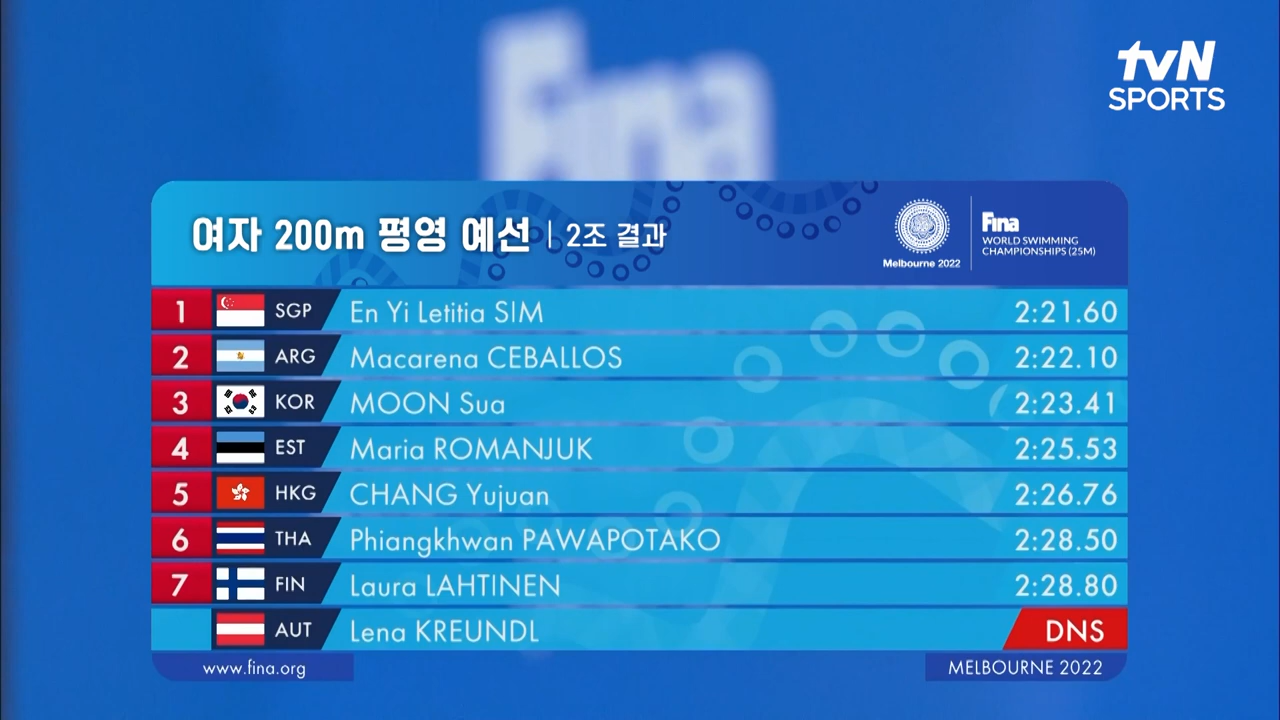 Fina
tvN
SPORTS
여자 200m 평영 예선 | 2조 결과
Melbourne 2022
Fina
WORLD SWIMMING
CHAMPIONSHIPS (25M)
1 SGP En Yi Letitia SIM 2:21.60
2 ARG Macarena CEBALLOS 2:22.10
3 KOR MOON Sua 2:23.41
4 EST Maria ROMANJUK 2:25.53
5 HKG CHANG Yujuan 2:26.76
6 THA Phiangkhwan PAWAPOTAKO 2:28.50
7 FIN Laura LAHTINEN 2:28.80
AUT Lena KREUNDL DNS
www.fina.org MELBOURNE 2022